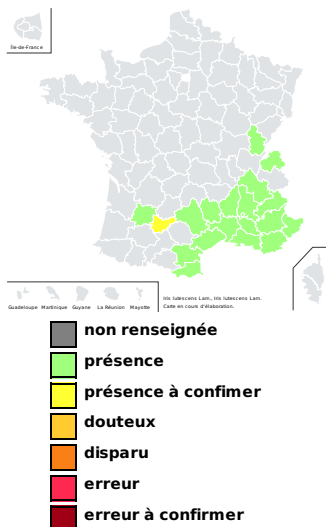 Île-de-France
Guadeloupe Martinique Guyane La Réunion Mayotte
Iris lutescens Lam., Iris lutescens Lam.
Carte en cours d'élaboration.
non renseignée
présence
présence à confimer
douteux
disparu
erreur
erreur à confirmer